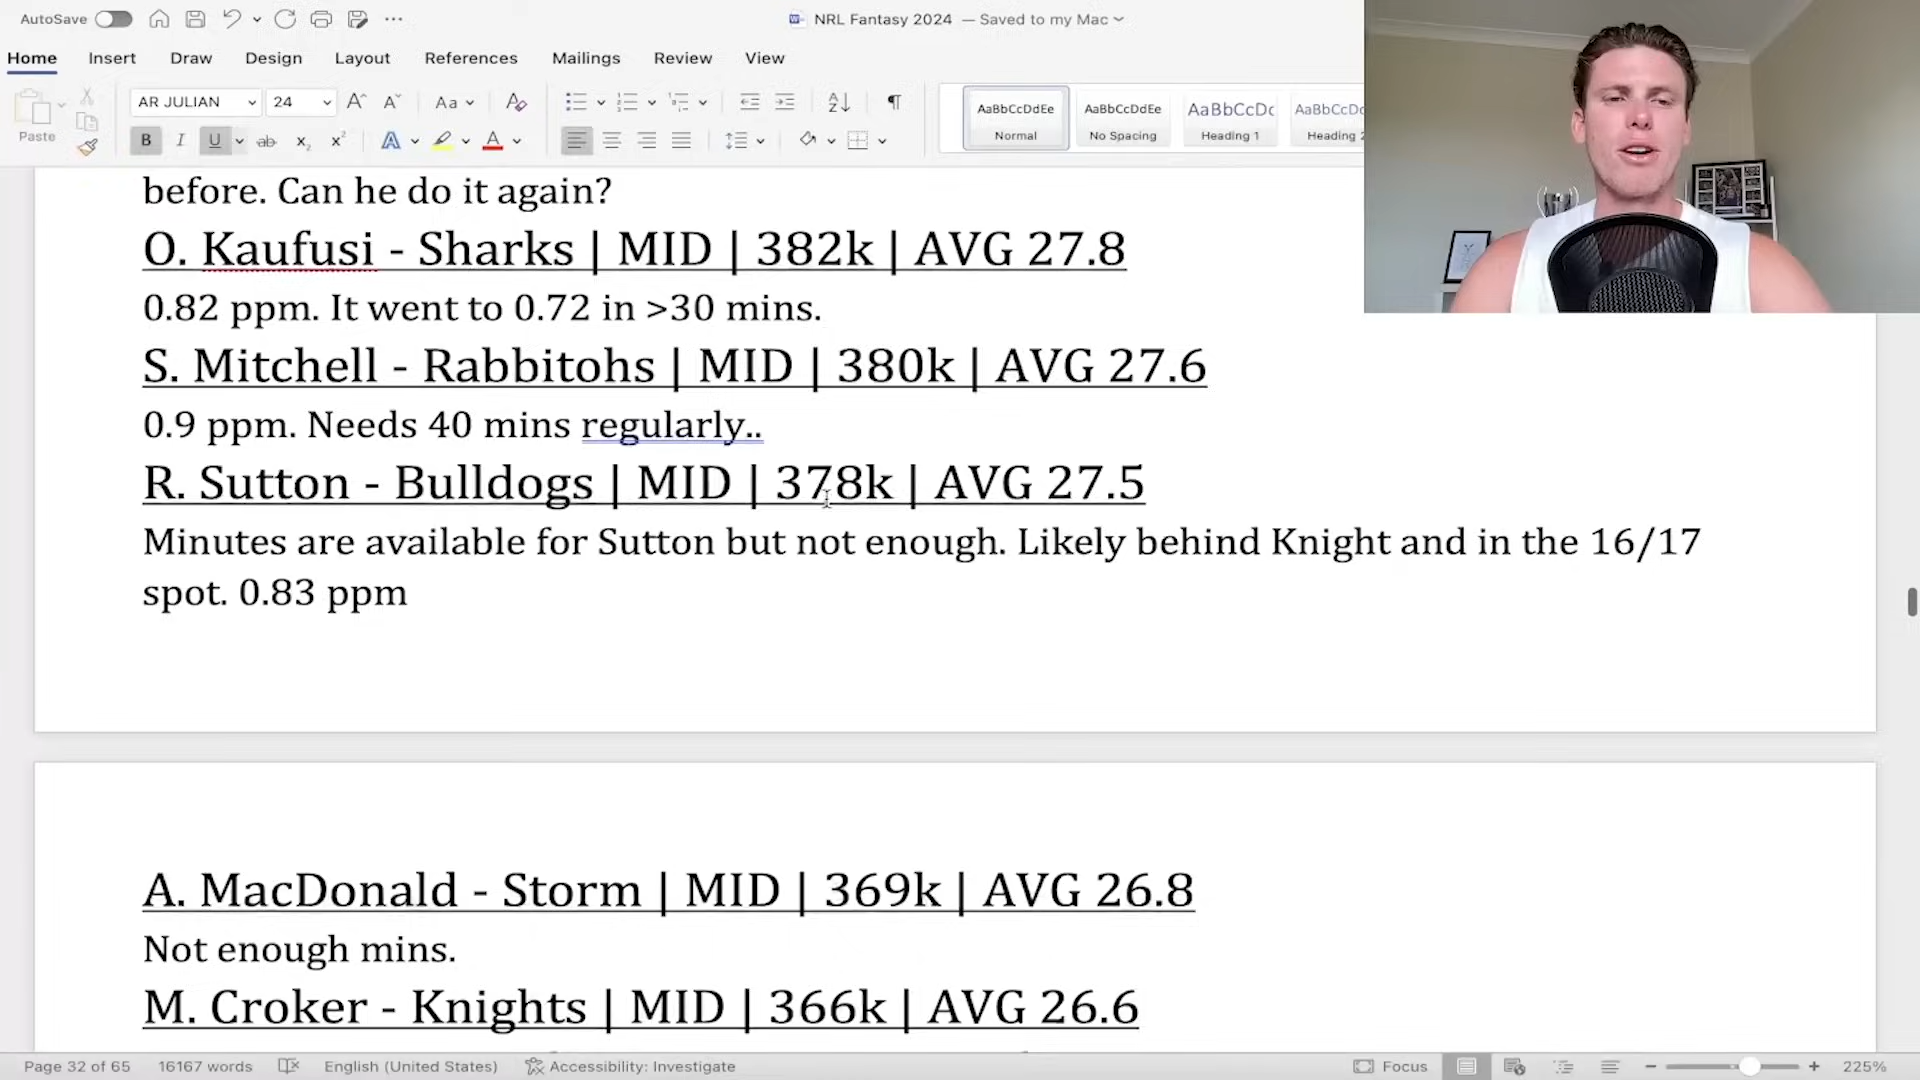 AutoSave
NRL Fantasy 2024 — Saved to my Mac
Home Insert Draw Design Layout References Mailings Review View
Paste
AR JULIAN 24
B I U ab
AaBbCcDdEe Normal
AaBbCcDdEe No Spacing
AaBbCcDc Heading 1
AaBbCcDd Heading 2
before. Can he do it again?
O. Kaufusi - Sharks | MID | 382k | AVG 27.8
0.82 ppm. It went to 0.72 in >30 mins.
S. Mitchell - Rabbitohs | MID | 380k | AVG 27.6
0.9 ppm. Needs 40 mins regularly..
R. Sutton - Bulldogs | MID | 378k | AVG 27.5
Minutes are available for Sutton but not enough. Likely behind Knight and in the 16/17
spot. 0.83 ppm
A. MacDonald - Storm | MID | 369k | AVG 26.8
Not enough mins.
M. Croker - Knights | MID | 366k | AVG 26.6
Page 32 of 65 16167 words English (United States) Accessibility: Investigate Focus 225%